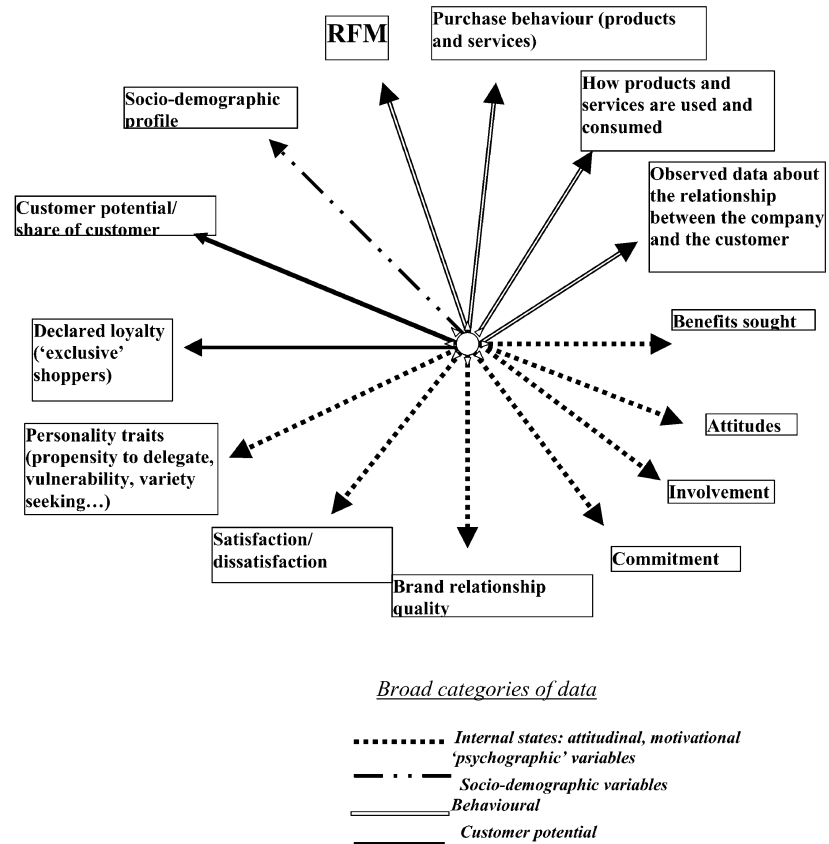 RFM
Purchase behaviour (products
and services)
How products and
services are used and
consumed
Socio-demographic
profile
Observed data about
the relationship
between the company
and the customer
Customer potential/
share of customer
Benefits sought
Declared loyalty
(‘exclusive’
shoppers)
Attitudes
Personality traits
(propensity to delegate,
vulnerability, variety
seeking…)
Involvement
Satisfaction/
dissatisfaction
Commitment
Brand relationship
quality
Broad categories of data
Internal states: attitudinal, motivational
‘psychographic’ variables
Socio-demographic variables
Behavioural
Customer potential